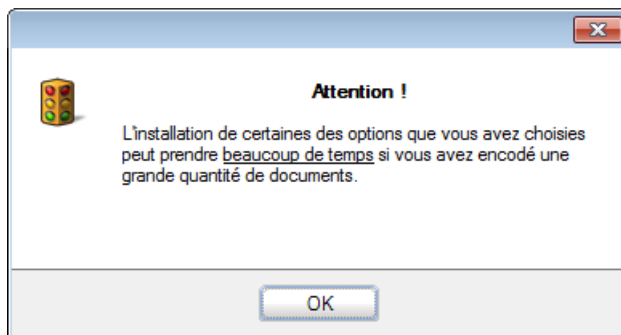 Attention !
L'installation de certaines des options que vous avez choisies
peut prendre beaucoup de temps si vous avez encodé une
grande quantité de documents.
OK